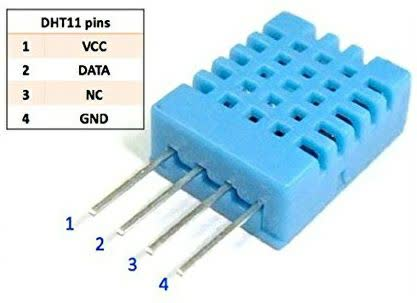 DHT11 pins
1 VCC
2 DATA
3 NC
4 GND
1
2
3
4